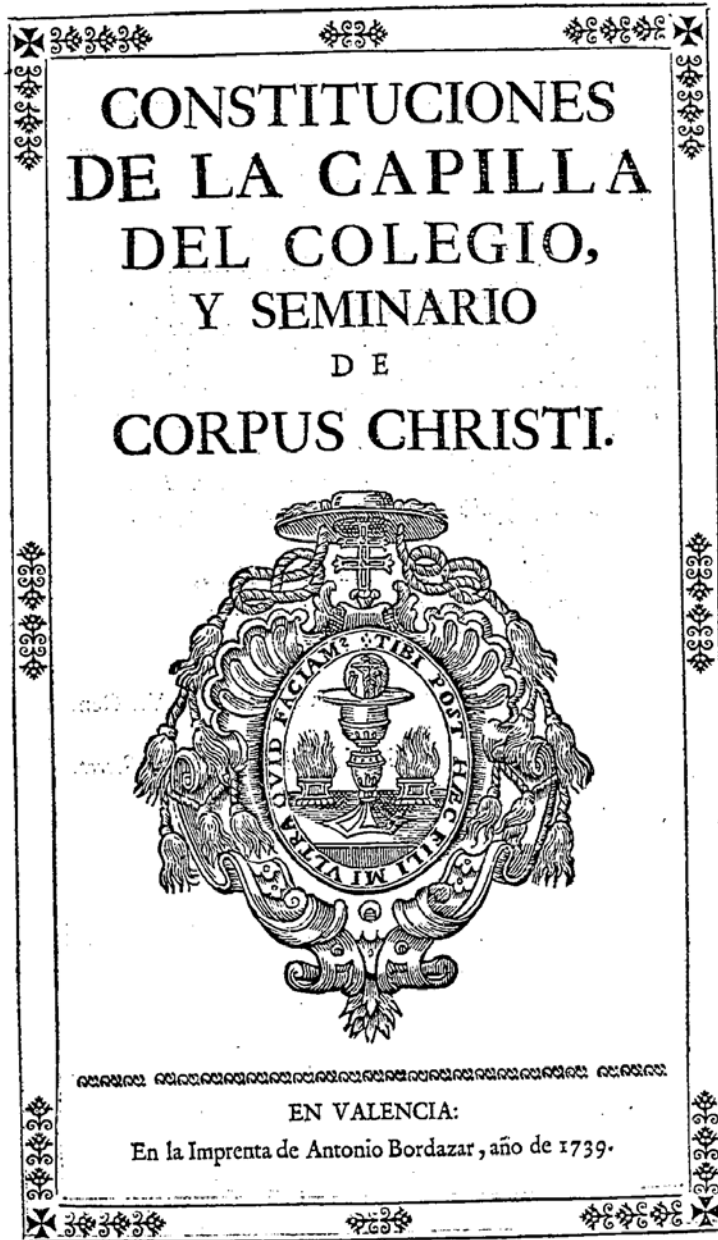 CONSTITUCIONES
DE LA CAPILLA
DEL COLEGIO,
Y SEMINARIO
DE
CORPUS CHRISTI.
TIBI POST HÆC FILI MI VLTRA QVID FACIAM?
EN VALENCIA:
En la Imprenta de Antonio Bordazar, año de 1739.